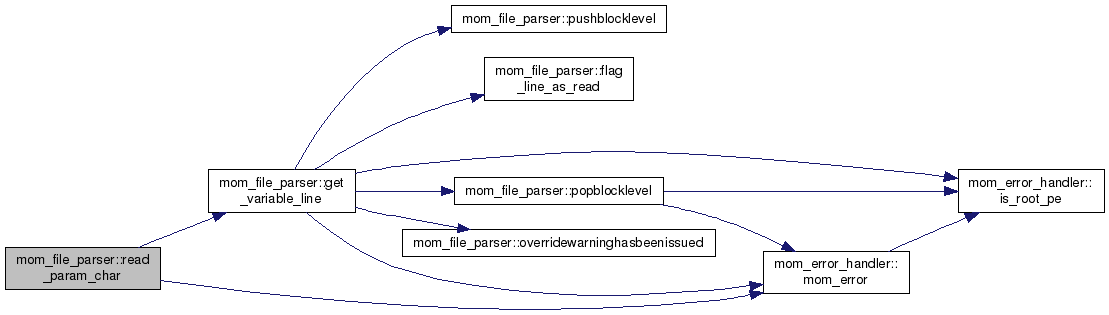 mom_file_parser::pushblocklevel
mom_file_parser::flag
_line_as_read
mom_file_parser::get
_variable_line
mom_file_parser::popblocklevel
mom_error_handler::
is_root_pe
mom_file_parser::overridewarninghasbeenissued
mom_file_parser::read
_param_char
mom_error_handler::
mom_error